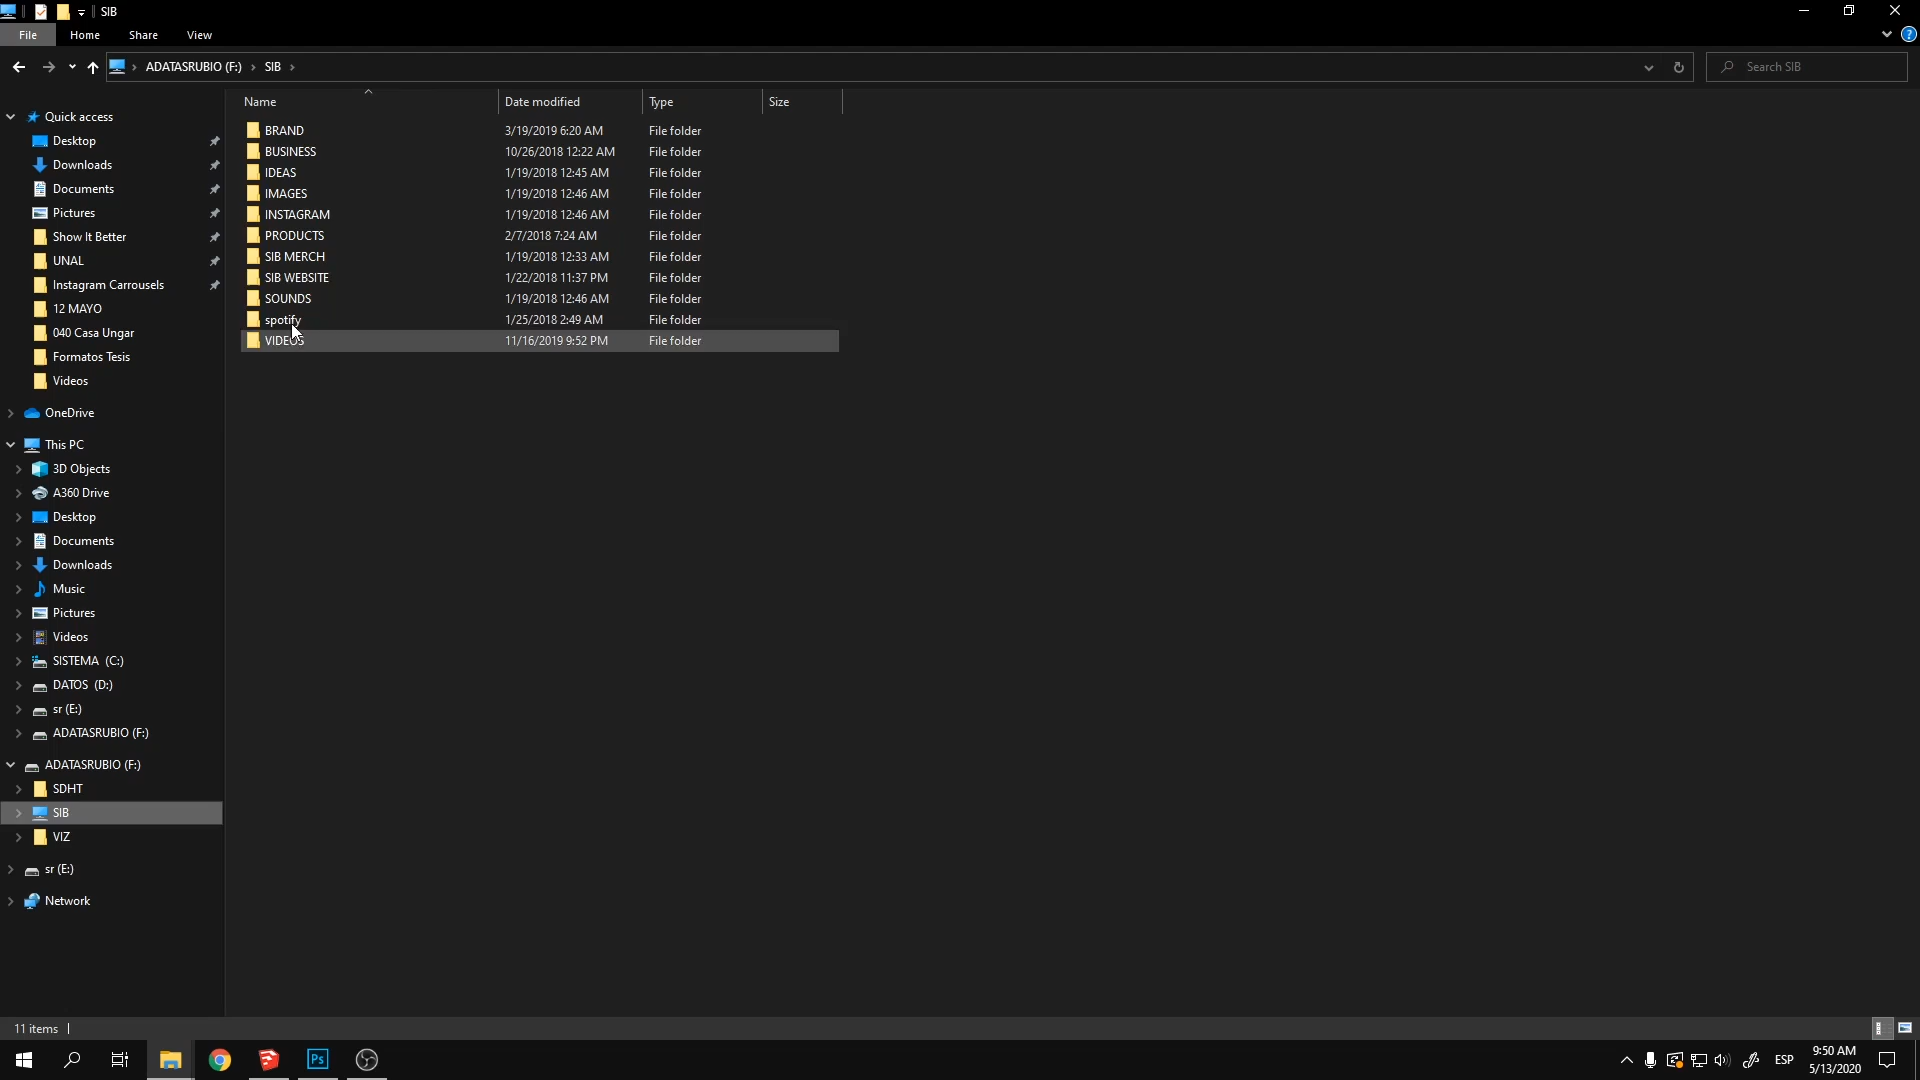 SIB
File Home Share View
ADATASRUBIO (F:) SIB
Search SIB
Name Date modified Type Size
Quick access
Desktop
Downloads
Documents
Pictures
Show It Better
UNAL
Instagram Carrousels
12 MAYO
040 Casa Ungar
Formatos Tesis
Videos
OneDrive
This PC
3D Objects
A360 Drive
Desktop
Documents
Downloads
Music
Pictures
Videos
SISTEMA (C:)
DATOS (D:)
sr (E:)
ADATASRUBIO (F:)
ADATASRUBIO (F:)
SDHT
SIB
VIZ
sr (E:)
Network
BRAND 3/19/2019 6:20 AM File folder
BUSINESS 10/26/2018 12:22 AM File folder
IDEAS 1/19/2018 12:45 AM File folder
IMAGES 1/19/2018 12:46 AM File folder
INSTAGRAM 1/19/2018 12:46 AM File folder
PRODUCTS 2/7/2018 7:24 AM File folder
SIB MERCH 1/19/2018 12:33 AM File folder
SIB WEBSITE 1/22/2018 11:37 PM File folder
SOUNDS 1/19/2018 12:46 AM File folder
spotify 1/25/2018 2:49 AM File folder
VIDEOS 11/16/2019 9:52 PM File folder
11 items
Ps
ESP
9:50 AM
5/13/2020